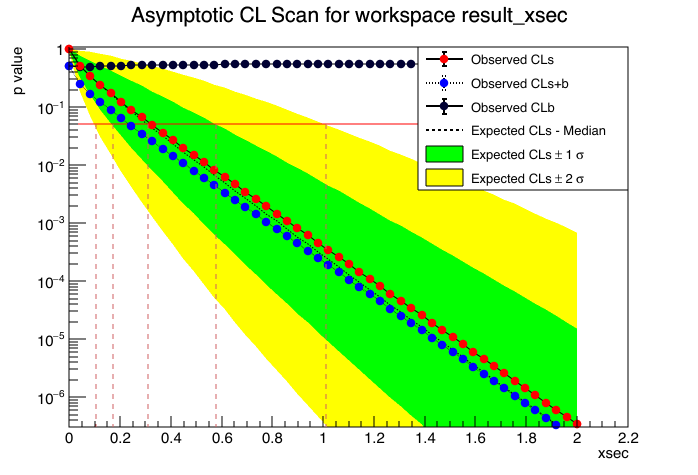 Asymptotic CL Scan for workspace result_xsec
p value
Observed CLs
Observed CLs+b
Observed CLb
Expected CLs - Median
Expected CLs ± 1 σ
Expected CLs ± 2 σ
1
10⁻¹
10⁻²
10⁻³
10⁻⁴
10⁻⁵
10⁻⁶
0 0.2 0.4 0.6 0.8 1 1.2 1.4 1.6 1.8 2 2.2
xsec